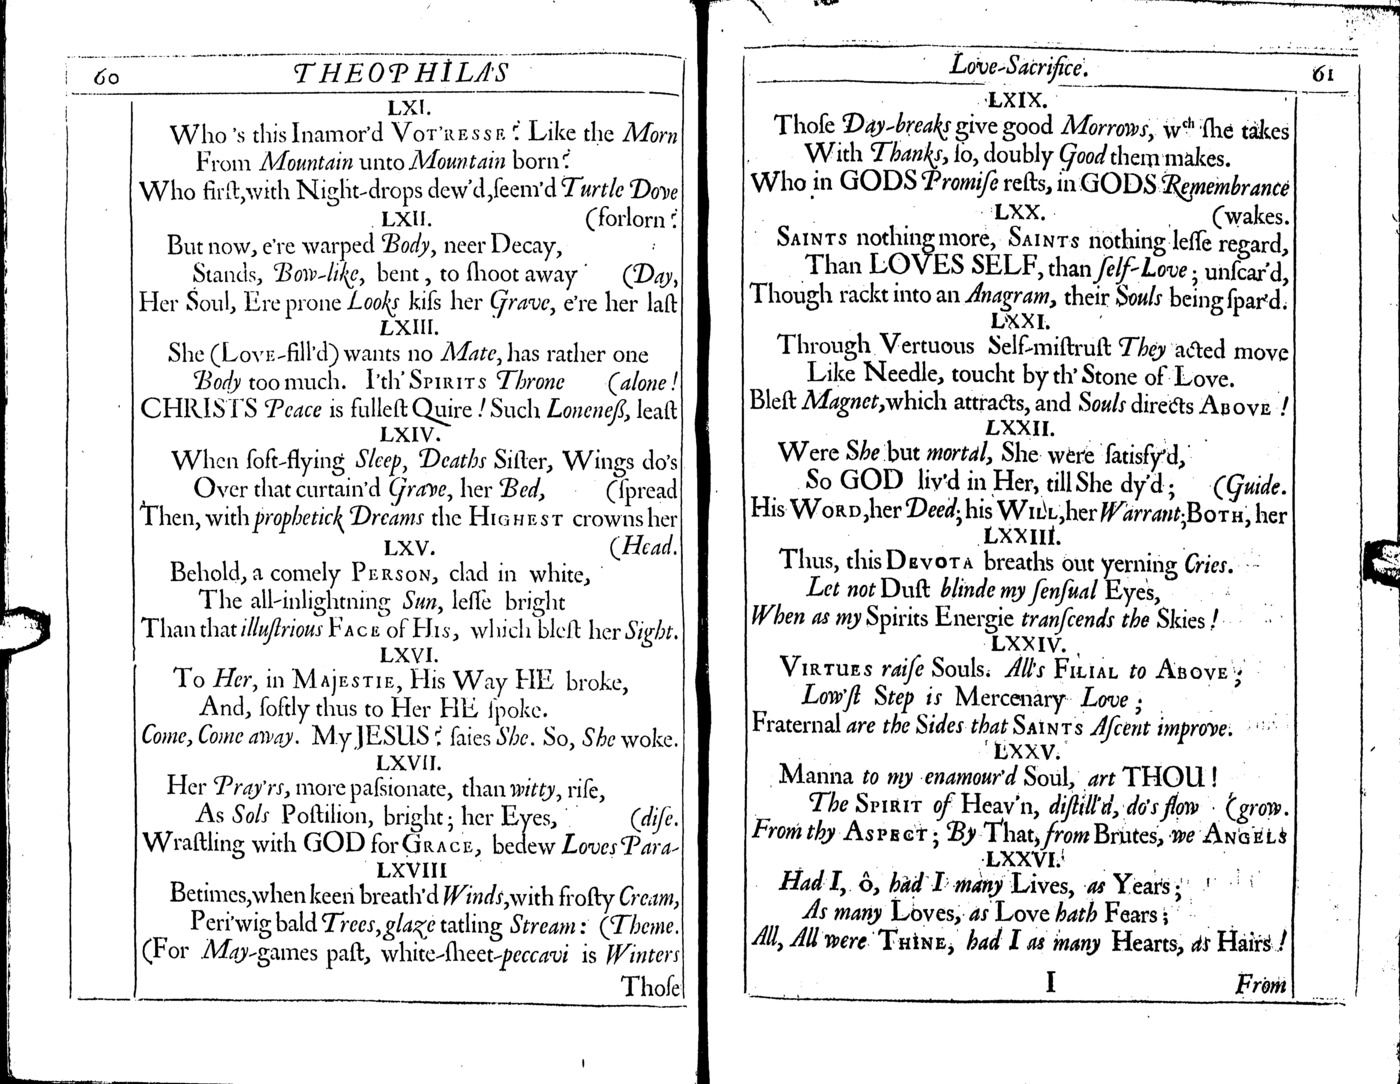 60 THEOPHILA'S
LXI.
Who 's this Inamor'd VOT'RESSE? Like the Morn
From Mountain unto Mountain born?
Who firſt,with Night-drops dew'd,ſeem'd Turtle Dove
LXII. (forlorn?
But now, e're warped Body, neer Decay,
Stands, Bow-like, bent, to ſhoot away (Day,
Her Soul, Ere prone Looks kiſs her Grave, e're her laſt
LXIII.
She (LOVE-fill'd) wants no Mate, has rather one
Body too much. I'th' SPIRITS Throne (alone!
CHRISTS Peace is fulleſt Quire! Such Loneneß, leaſt
LXIV.
When ſoft-flying Sleep, Deaths Siſter, Wings do's
Over that curtain'd Grave, her Bed, (ſpread
Then, with prophetick Dreams the HIGHEST crowns her
LXV. (Head.
Behold, a comely PERSON, clad in white,
The all-inlightning Sun, leſſe bright
Than that illuſtrious FACE of HIS, which bleſt her Sight.
LXVI.
To Her, in MAJESTIE, His Way HE broke,
And, ſoftly thus to Her HE ſpoke.
Come, Come away. My JESUS? ſaies She. So, She woke.
LXVII.
Her Pray'rs, more paſsionate, than witty, riſe,
As Sols Poſtilion, bright; her Eyes, (diſe.
Wraſtling with GOD for GRACE, bedew Loves Para-
LXVIII
Betimes,when keen breath'd Winds,with froſty Cream,
Peri'wig bald Trees,glaze tatling Stream: (Theme.
(For May-games paſt, white-ſheet-peccavi is Winters
Thoſe
Love-Sacrifice. 61
LXIX.
Thoſe Day-breaks give good Morrows, wch ſhe takes
With Thanks, ſo, doubly Good them makes.
Who in GODS Promiſe reſts, in GODS Remembrance
LXX. (wakes.
SAINTS nothing more, SAINTS nothing leſſe regard,
Than LOVES SELF, than ſelf-Love; unſcar'd,
Though rackt into an Anagram, their Souls being ſpar'd.
LXXI.
Through Vertuous Self-miſtruſt They acted move
Like Needle, toucht by th' Stone of Love.
Bleſt Magnet,which attracts, and Souls directs ABOVE!
LXXII.
Were She but mortal, She were ſatisfy'd,
So GOD liv'd in Her, till She dy'd; (Guide.
His WORD,her Deed; his WILL,her Warrant;BOTH, her
LXXIII.
Thus, this DEVOTA breaths out yerning Cries.
Let not Duſt blinde my ſenſual Eyes,
When as my Spirits Energie tranſcends the Skies!
LXXIV.
VIRTUES raiſe Souls. All's FILIAL to ABOVE;
Low'ſt Step is Mercenary Love;
Fraternal are the Sides that SAINTS Aſcent improve.
LXXV.
Manna to my enamour'd Soul, art THOU!
The SPIRIT of Heav'n, diſtill'd, do's flow (grow.
From thy ASPECT; By That, from Brutes, we ANGELS
LXXVI.
Had I, ô, had I many Lives, as Years;
As many Loves, as Love hath Fears;
All, All were THINE, had I as many Hearts, as Hairs!
I From